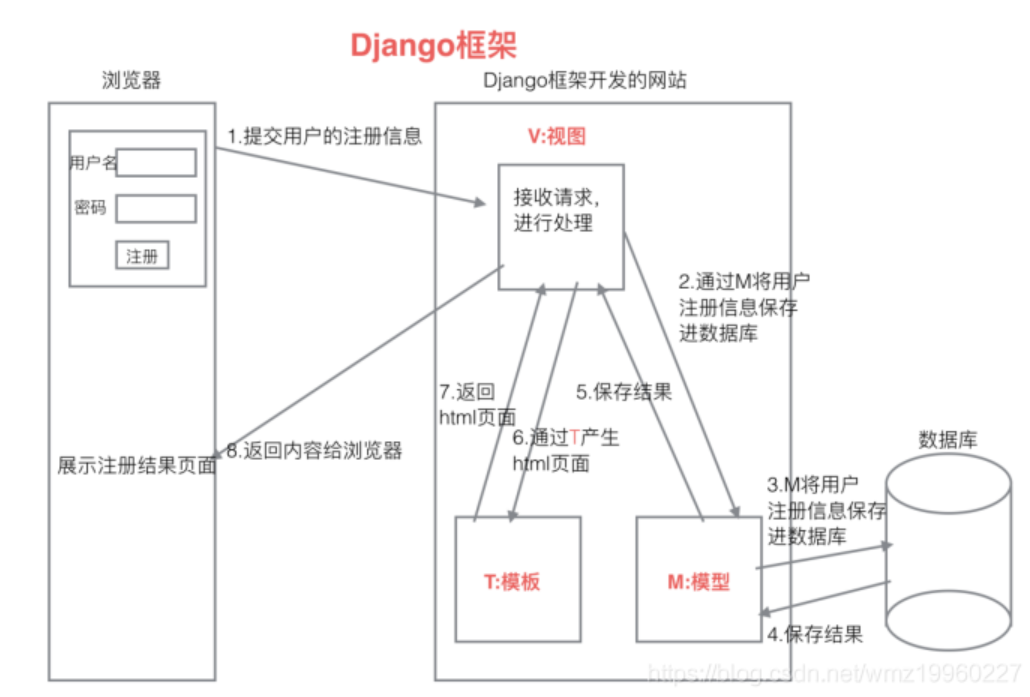 Django框架
浏览器
Django框架开发的网站
1.提交用户的注册信息
V:视图
用户名
密码
注册
接收请求，
进行处理
2.通过M将用户
注册信息保存
进数据库
7.返回
html页面
5.保存结果
6.通过T产生
html页面
8.返回内容给浏览器
展示注册结果页面
数据库
3.M将用户
注册信息保存
进数据库
T:模板
M:模型
4.保存结果
https://blog.csdn.net/wmz19960227